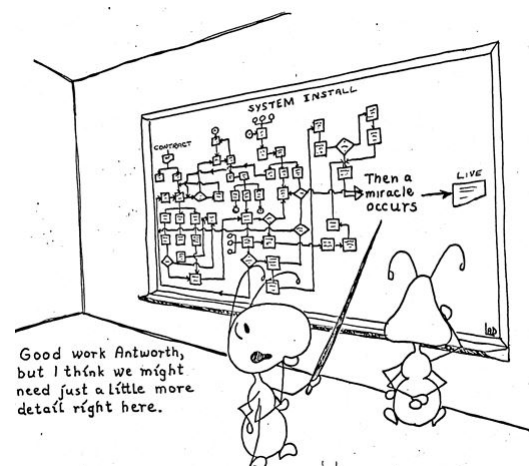 SYSTEM INSTALL
CONTRACT
Then a
miracle
occurs
LIVE
Good work Antworth,
but I think we might
need just a little more
detail right here.